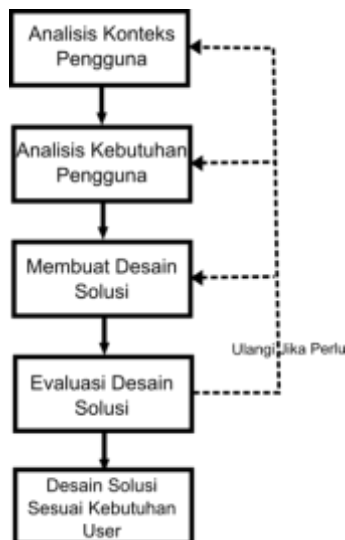 Analisis Konteks
Pengguna
Analisis Kebutuhan
Pengguna
Membuat Desain
Solusi
Ulangi Jika Perlu
Evaluasi Desain
Solusi
Desain Solusi
Sesuai Kebutuhan
User